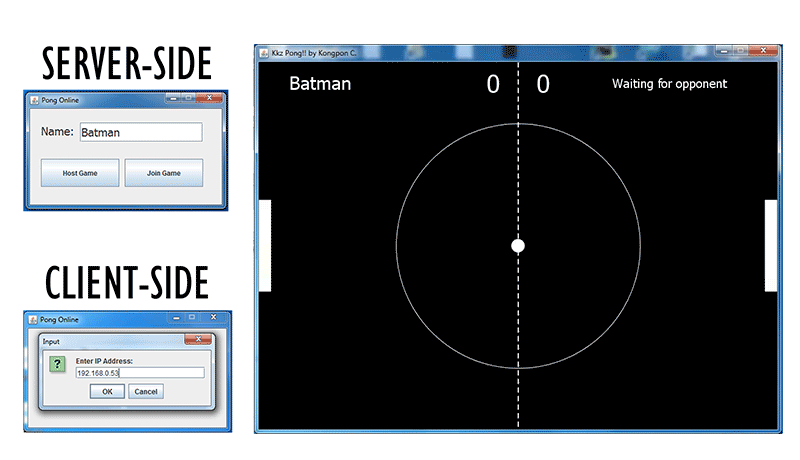 SERVER-SIDE
Pong Online
Name: Batman
Host Game Join Game
CLIENT-SIDE
Pong Online
Input
?
Enter IP Address:
192.168.0.53
OK Cancel
Kkz Pong!! by Kongpon C.
Batman 0 0 Waiting for opponent